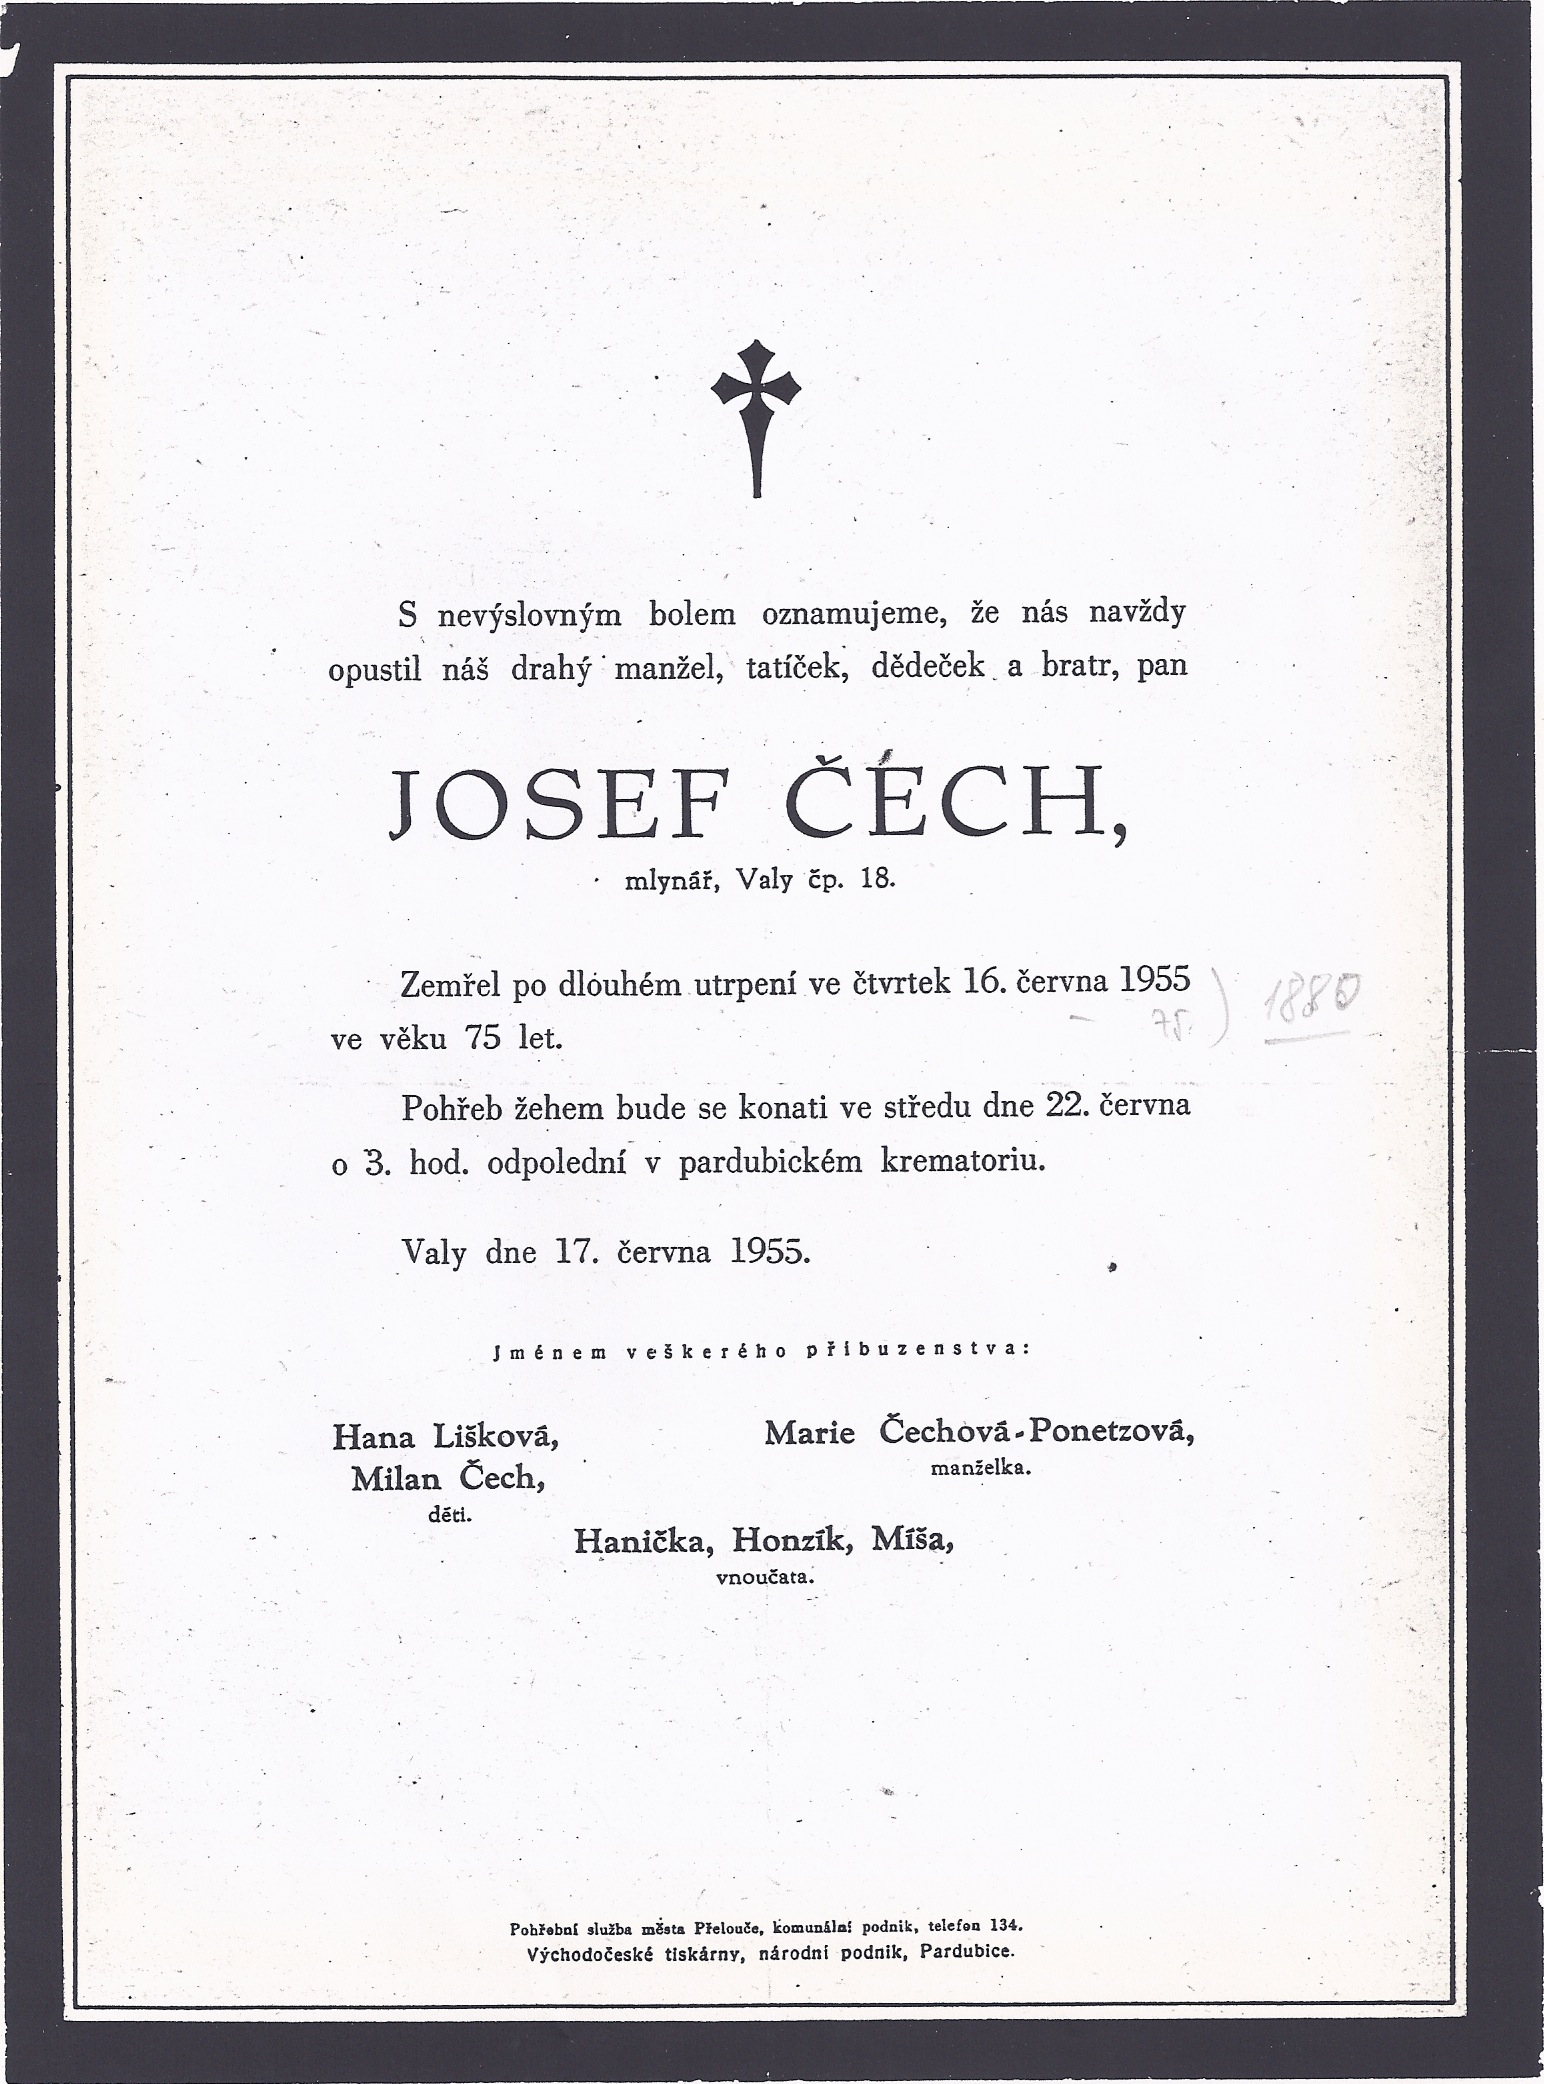 S nevýslovným bolem oznamujeme, že nás navždy
opustil náš drahý manžel, tatíček, dědeček a bratr, pan
JOSEF ČECH,
mlynář, Valy čp. 18.
Zemřel po dlouhém utrpení ve čtvrtek 16. června 1955
ve věku 75 let.
- 75. ) 1880
Pohřeb žehem bude se konati ve středu dne 22. června
o 3. hod. odpolední v pardubickém krematoriu.
Valy dne 17. června 1955.
Jménem veškerého příbuzenstva:
Hana Lišková,
Milan Čech,
děti.
Marie Čechová-Ponetzová,
manželka.
Hanička, Honzík, Míša,
vnoučata.
Pohřební služba města Přelouče, komunální podnik, telefon 134.
Východočeské tiskárny, národní podnik, Pardubice.